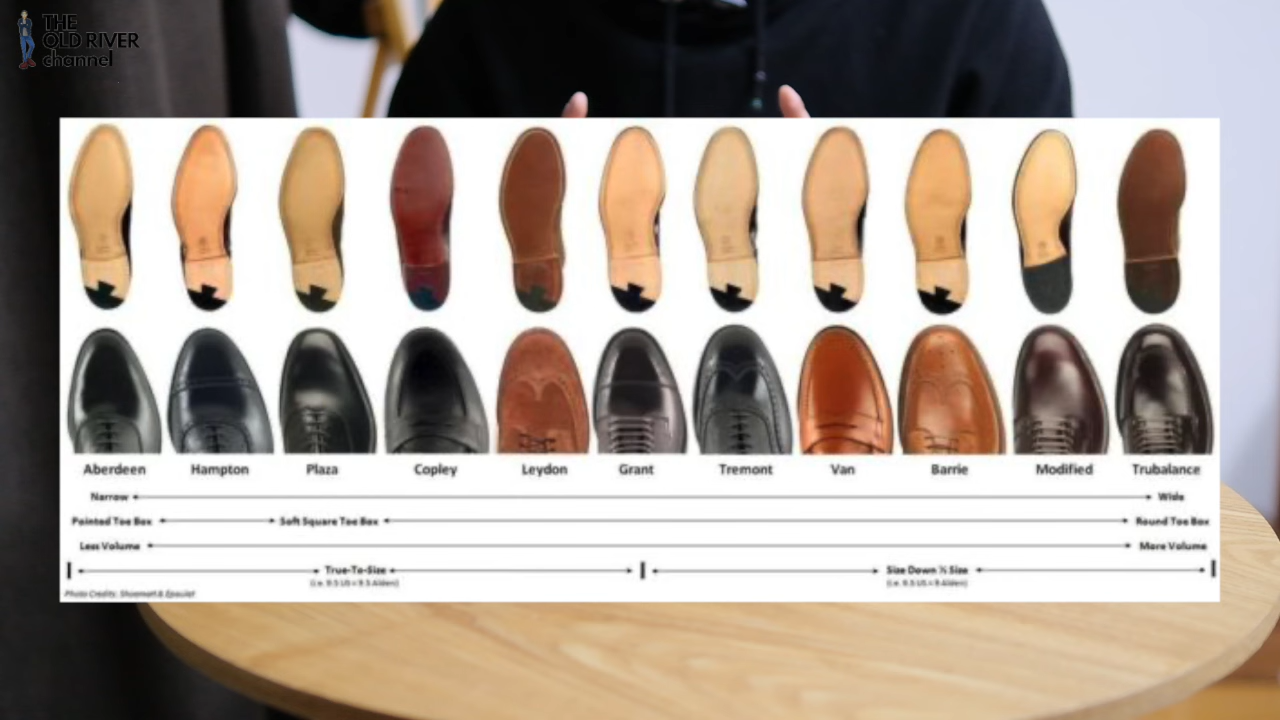 THE
OLD RIVER
channel
Aberdeen Hampton Plaza Copley Leydon Grant Tremont Van Barrie Modified Trubalance
Narrow Wide
Pointed Toe Box Soft Square Toe Box Round Toe Box
Less Volume More Volume
True-To-Size Size Down ½ Size
(i.e. 9.5 US = 9.5 Alden) (i.e. 9.5 US = 9 Alden)
Photo Credits: Shoemart & Epaulet